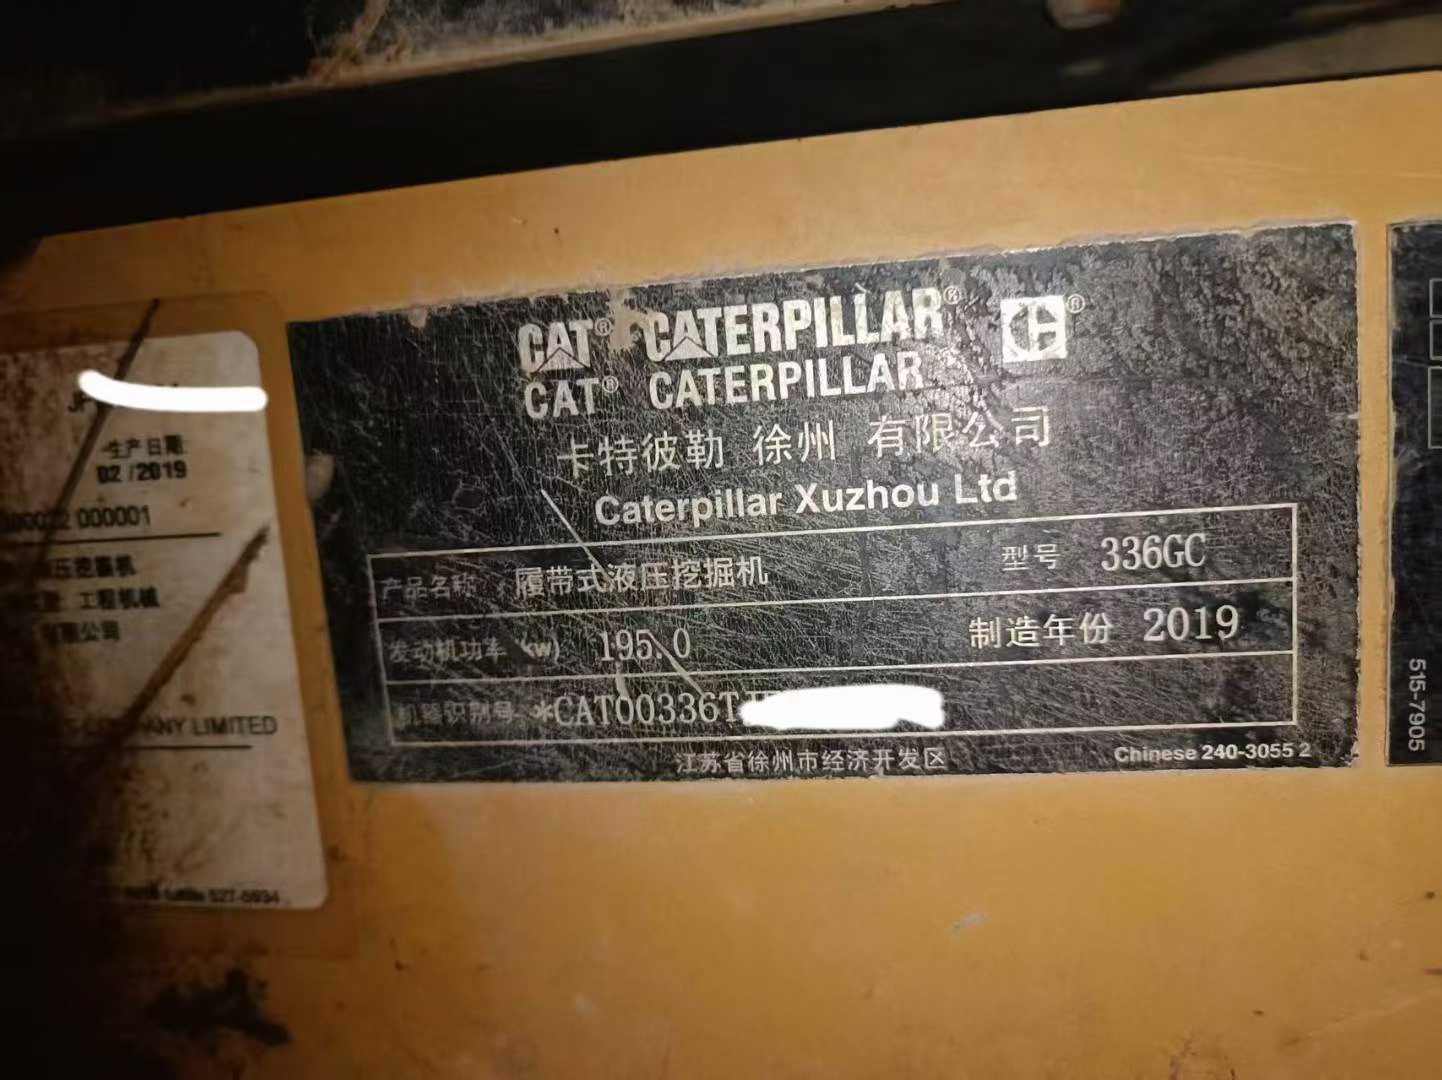 生产日期:
02 /2019
000001
压挖掘机
工程机械
有限公司
COMPANY LIMITED
527-5934
CAT® CATERPILLAR®
CAT® CATERPILLAR
卡特彼勒 徐州 有限公司
Caterpillar Xuzhou Ltd
产品名称 履带式液压挖掘机 型号 336GC
发动机功率 (kw) 195.0 制造年份 2019
机器识别号 *CAT00336T
江苏省徐州市经济开发区 Chinese 240-3055 2
515-7905